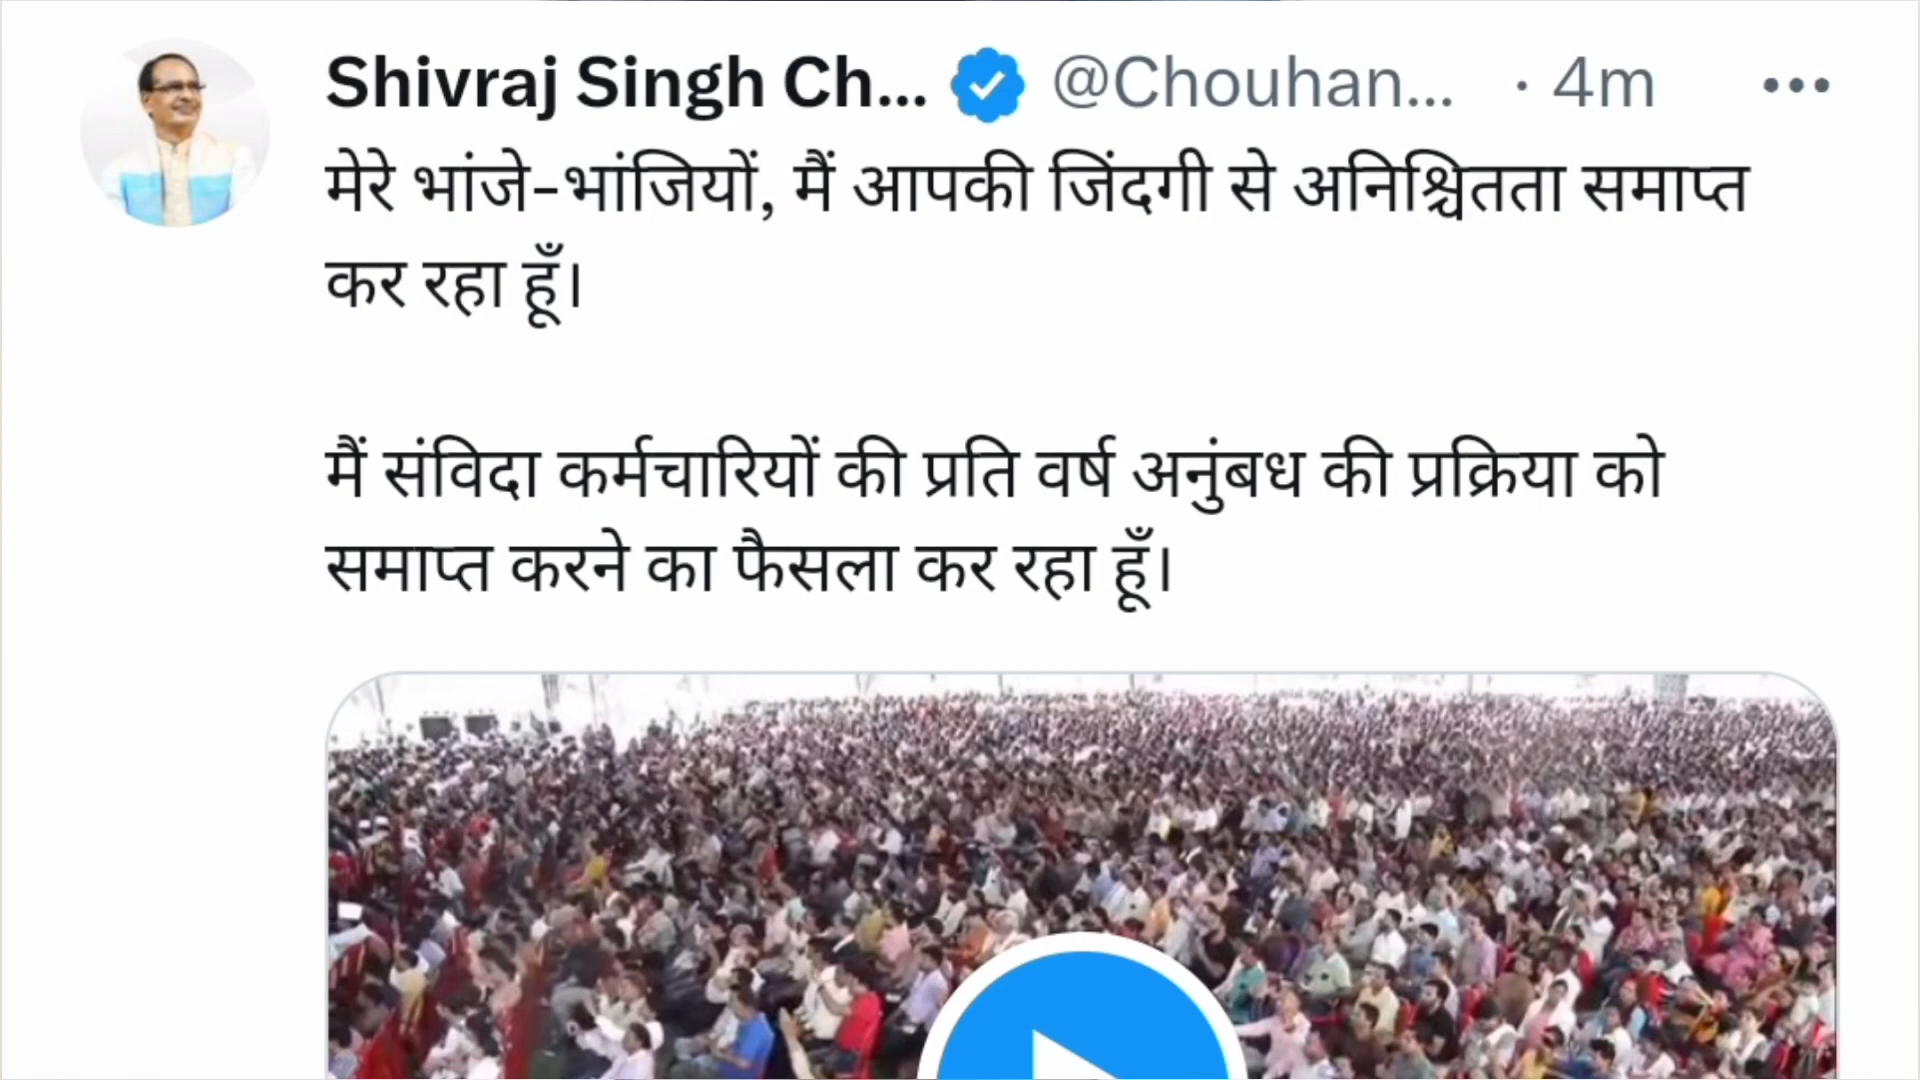 Shivraj Singh Ch... @Chouhan... · 4m
मेरे भांजे-भांजियों, मैं आपकी जिंदगी से अनिश्चितता समाप्त
कर रहा हूँ।
मैं संविदा कर्मचारियों की प्रति वर्ष अनुंबध की प्रक्रिया को
समाप्त करने का फैसला कर रहा हूँ।